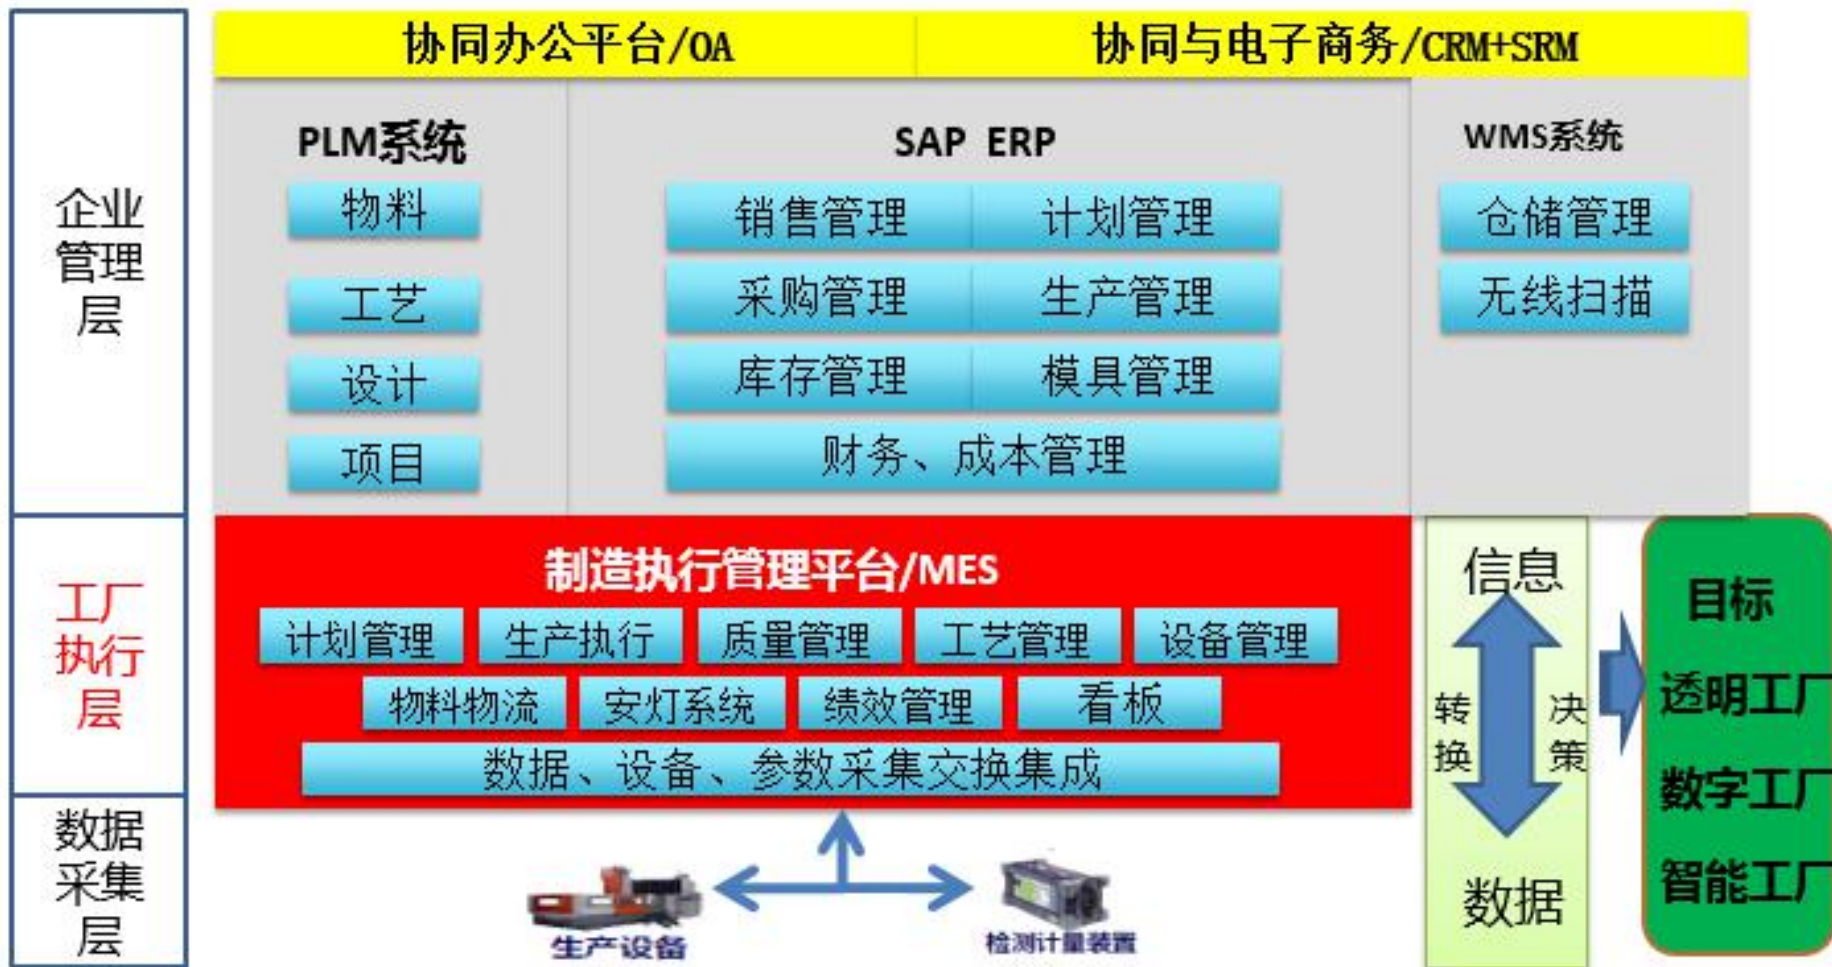 协同办公平台/OA
协同与电子商务/CRM+SRM
企业
管理
层
PLM系统
物料
工艺
设计
项目
SAP ERP
销售管理
计划管理
采购管理
生产管理
库存管理
模具管理
财务、成本管理
WMS系统
仓储管理
无线扫描
工厂
执行
层
制造执行管理平台/MES
计划管理
生产执行
质量管理
工艺管理
设备管理
物料物流
安灯系统
绩效管理
看板
数据、设备、参数采集交换集成
数据
采集
层
生产设备
检测计量装置
信息
转换
决策
数据
目标
透明工厂
数字工厂
智能工厂